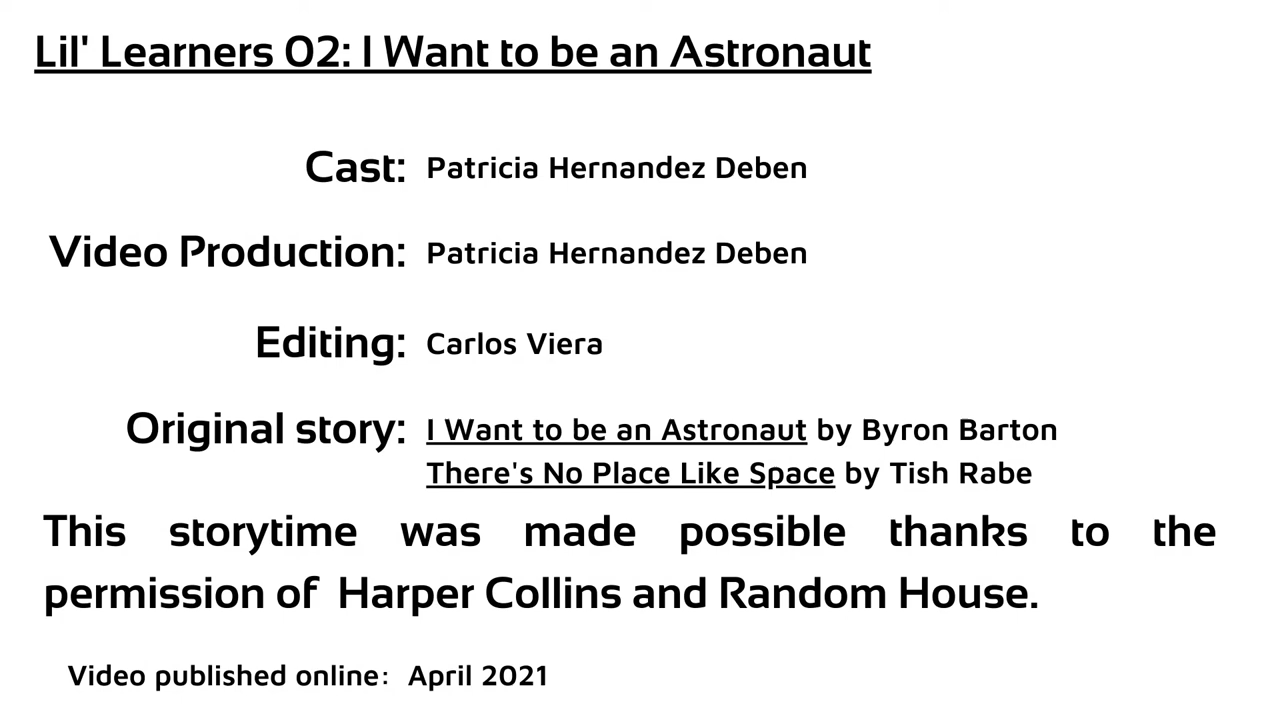 Lil' Learners 02: I Want to be an Astronaut
Cast: Patricia Hernandez Deben
Video Production: Patricia Hernandez Deben
Editing: Carlos Viera
Original story: I Want to be an Astronaut by Byron Barton
There's No Place Like Space by Tish Rabe
This storytime was made possible thanks to the
permission of Harper Collins and Random House.
Video published online: April 2021